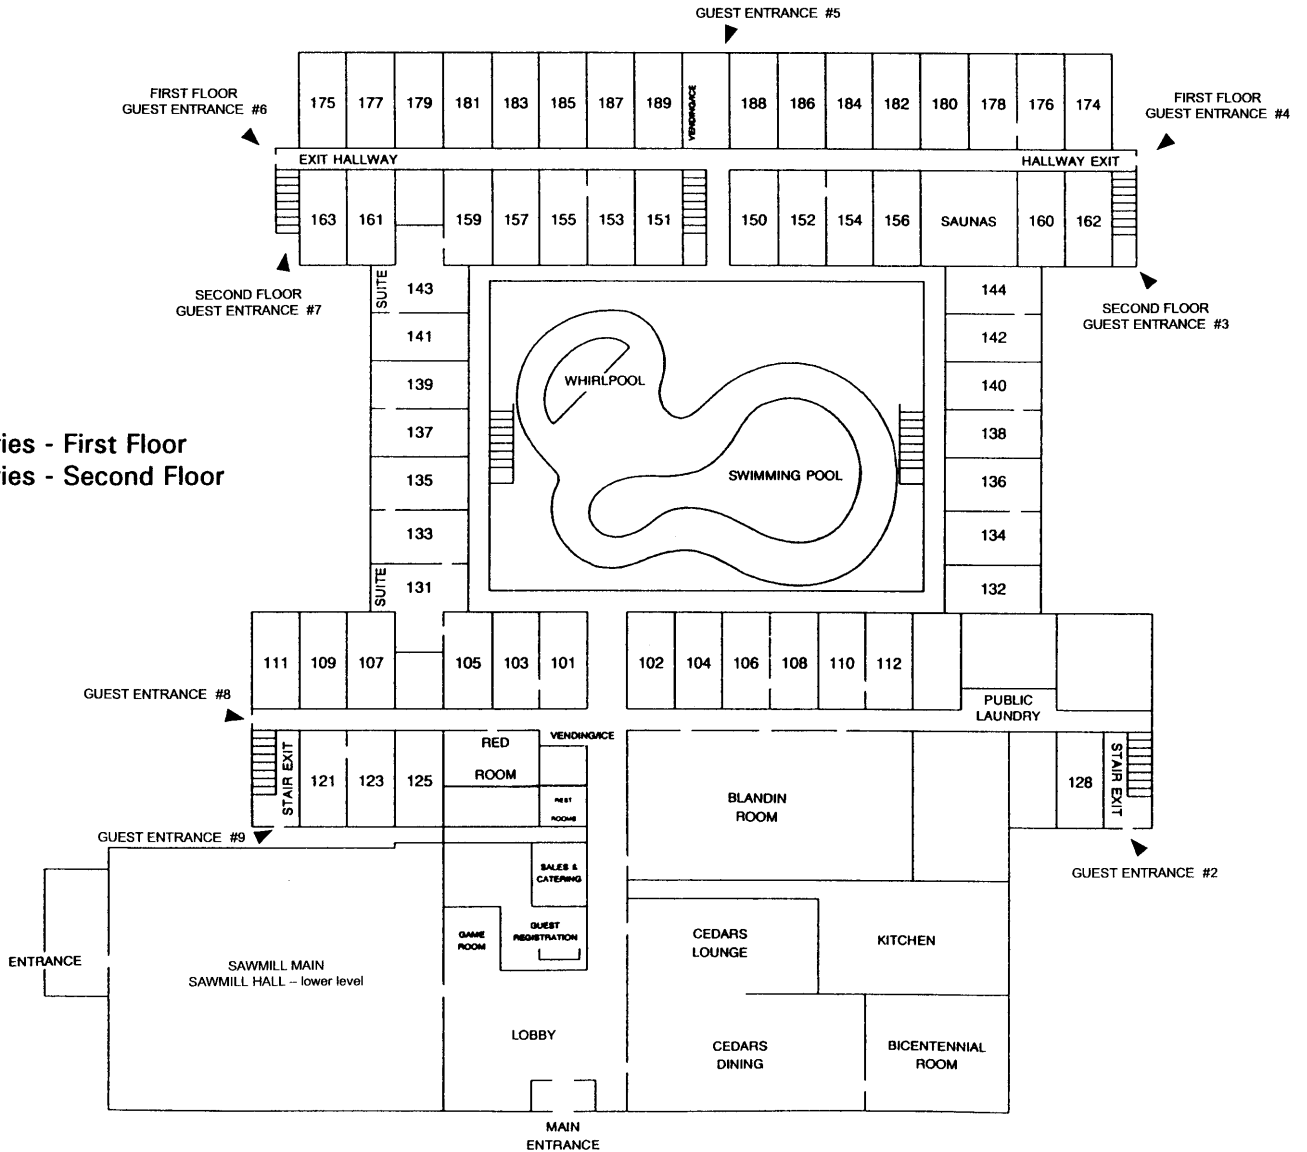 GUEST ENTRANCE #5
FIRST FLOOR
GUEST ENTRANCE #6
FIRST FLOOR
GUEST ENTRANCE #4
175 177 179 181 183 185 187 189 VENDING/ICE 188 186 184 182 180 178 176 174
EXIT HALLWAY
HALLWAY EXIT
163 161 159 157 155 153 151 150 152 154 156 SAUNAS 160 162
SECOND FLOOR
GUEST ENTRANCE #7
SECOND FLOOR
GUEST ENTRANCE #3
SUITE 143
144
141
142
139
140
137
138
135
136
133
134
SUITE 131
132
WHIRLPOOL
SWIMMING POOL
ries - First Floor
ries - Second Floor
111 109 107 105 103 101 102 104 106 108 110 112
GUEST ENTRANCE #8
PUBLIC
LAUNDRY
STAIR EXIT
121 123 125
RED
ROOM
VENDING/ICE
REST
ROOMS
BLANDIN
ROOM
128
STAIR EXIT
GUEST ENTRANCE #9
GUEST ENTRANCE #2
SALES &
CATERING
GAME
ROOM
GUEST
REGISTRATION
CEDARS
LOUNGE
KITCHEN
ENTRANCE
SAWMILL MAIN
SAWMILL HALL -- lower level
LOBBY
CEDARS
DINING
BICENTENNIAL
ROOM
MAIN
ENTRANCE